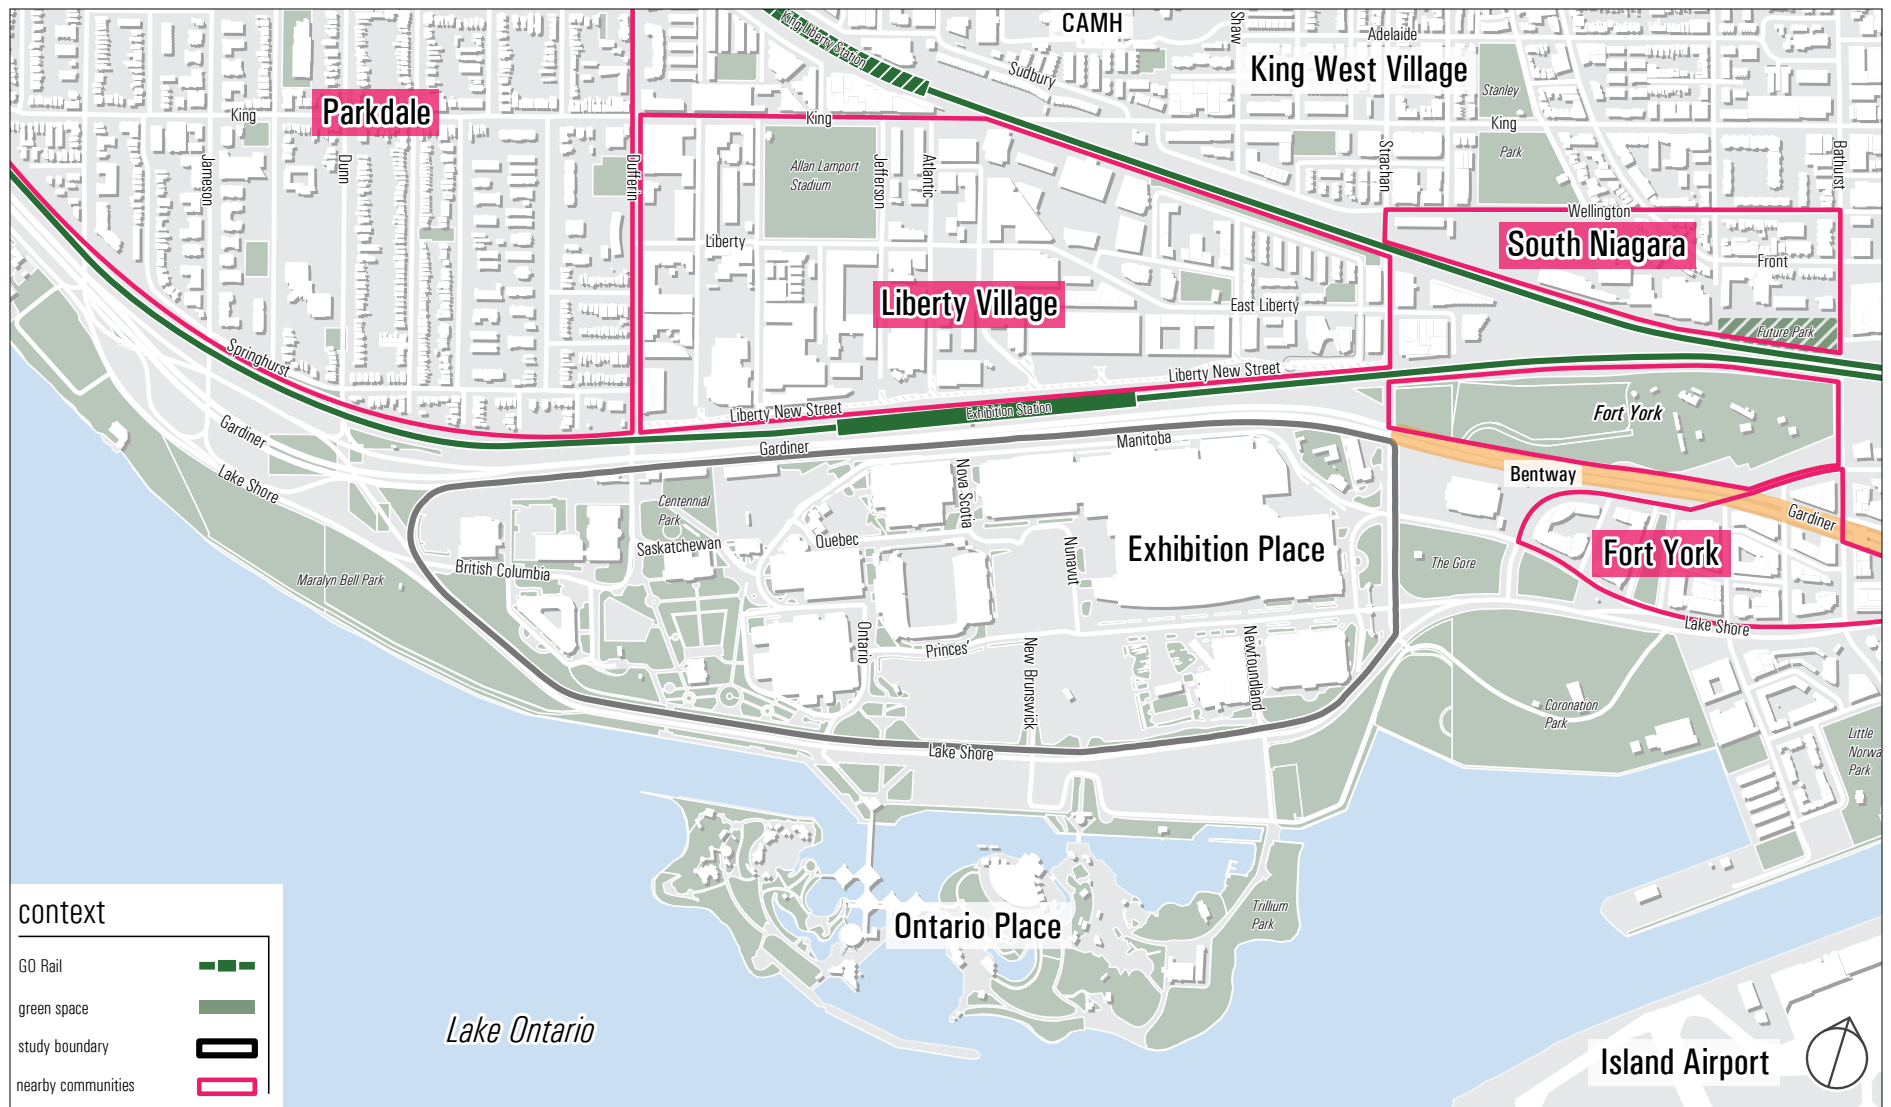 CAMH
Shaw
Adelaide
King Liberty Station
Sudbury
King West Village
Stanley
Park
Parkdale
King
King
King
Jameson
Dunn
Dufferin
Allan Lamport
Stadium
Jefferson
Atlantic
Strachan
Bathurst
Wellington
South Niagara
Front
Future Park
Liberty
Liberty Village
East Liberty
Springhurst
Liberty New Street
Liberty New Street
Exhibition Station
Fort York
Gardiner
Gardiner
Manitoba
Lake Shore
Bentway
Gardiner
Centennial
Park
Nova Scotia
Quebec
Saskatchewan
British Columbia
Nunavut
Exhibition Place
Fort York
The Gore
Maralyn Bell Park
Ontario
Princes'
New Brunswick
Newfoundland
Lake Shore
Lake Shore
Coronation
Park
Little
Norwa
Park
Trillium
Park
Ontario Place
Lake Ontario
Island Airport
context
GO Rail
green space
study boundary
nearby communities